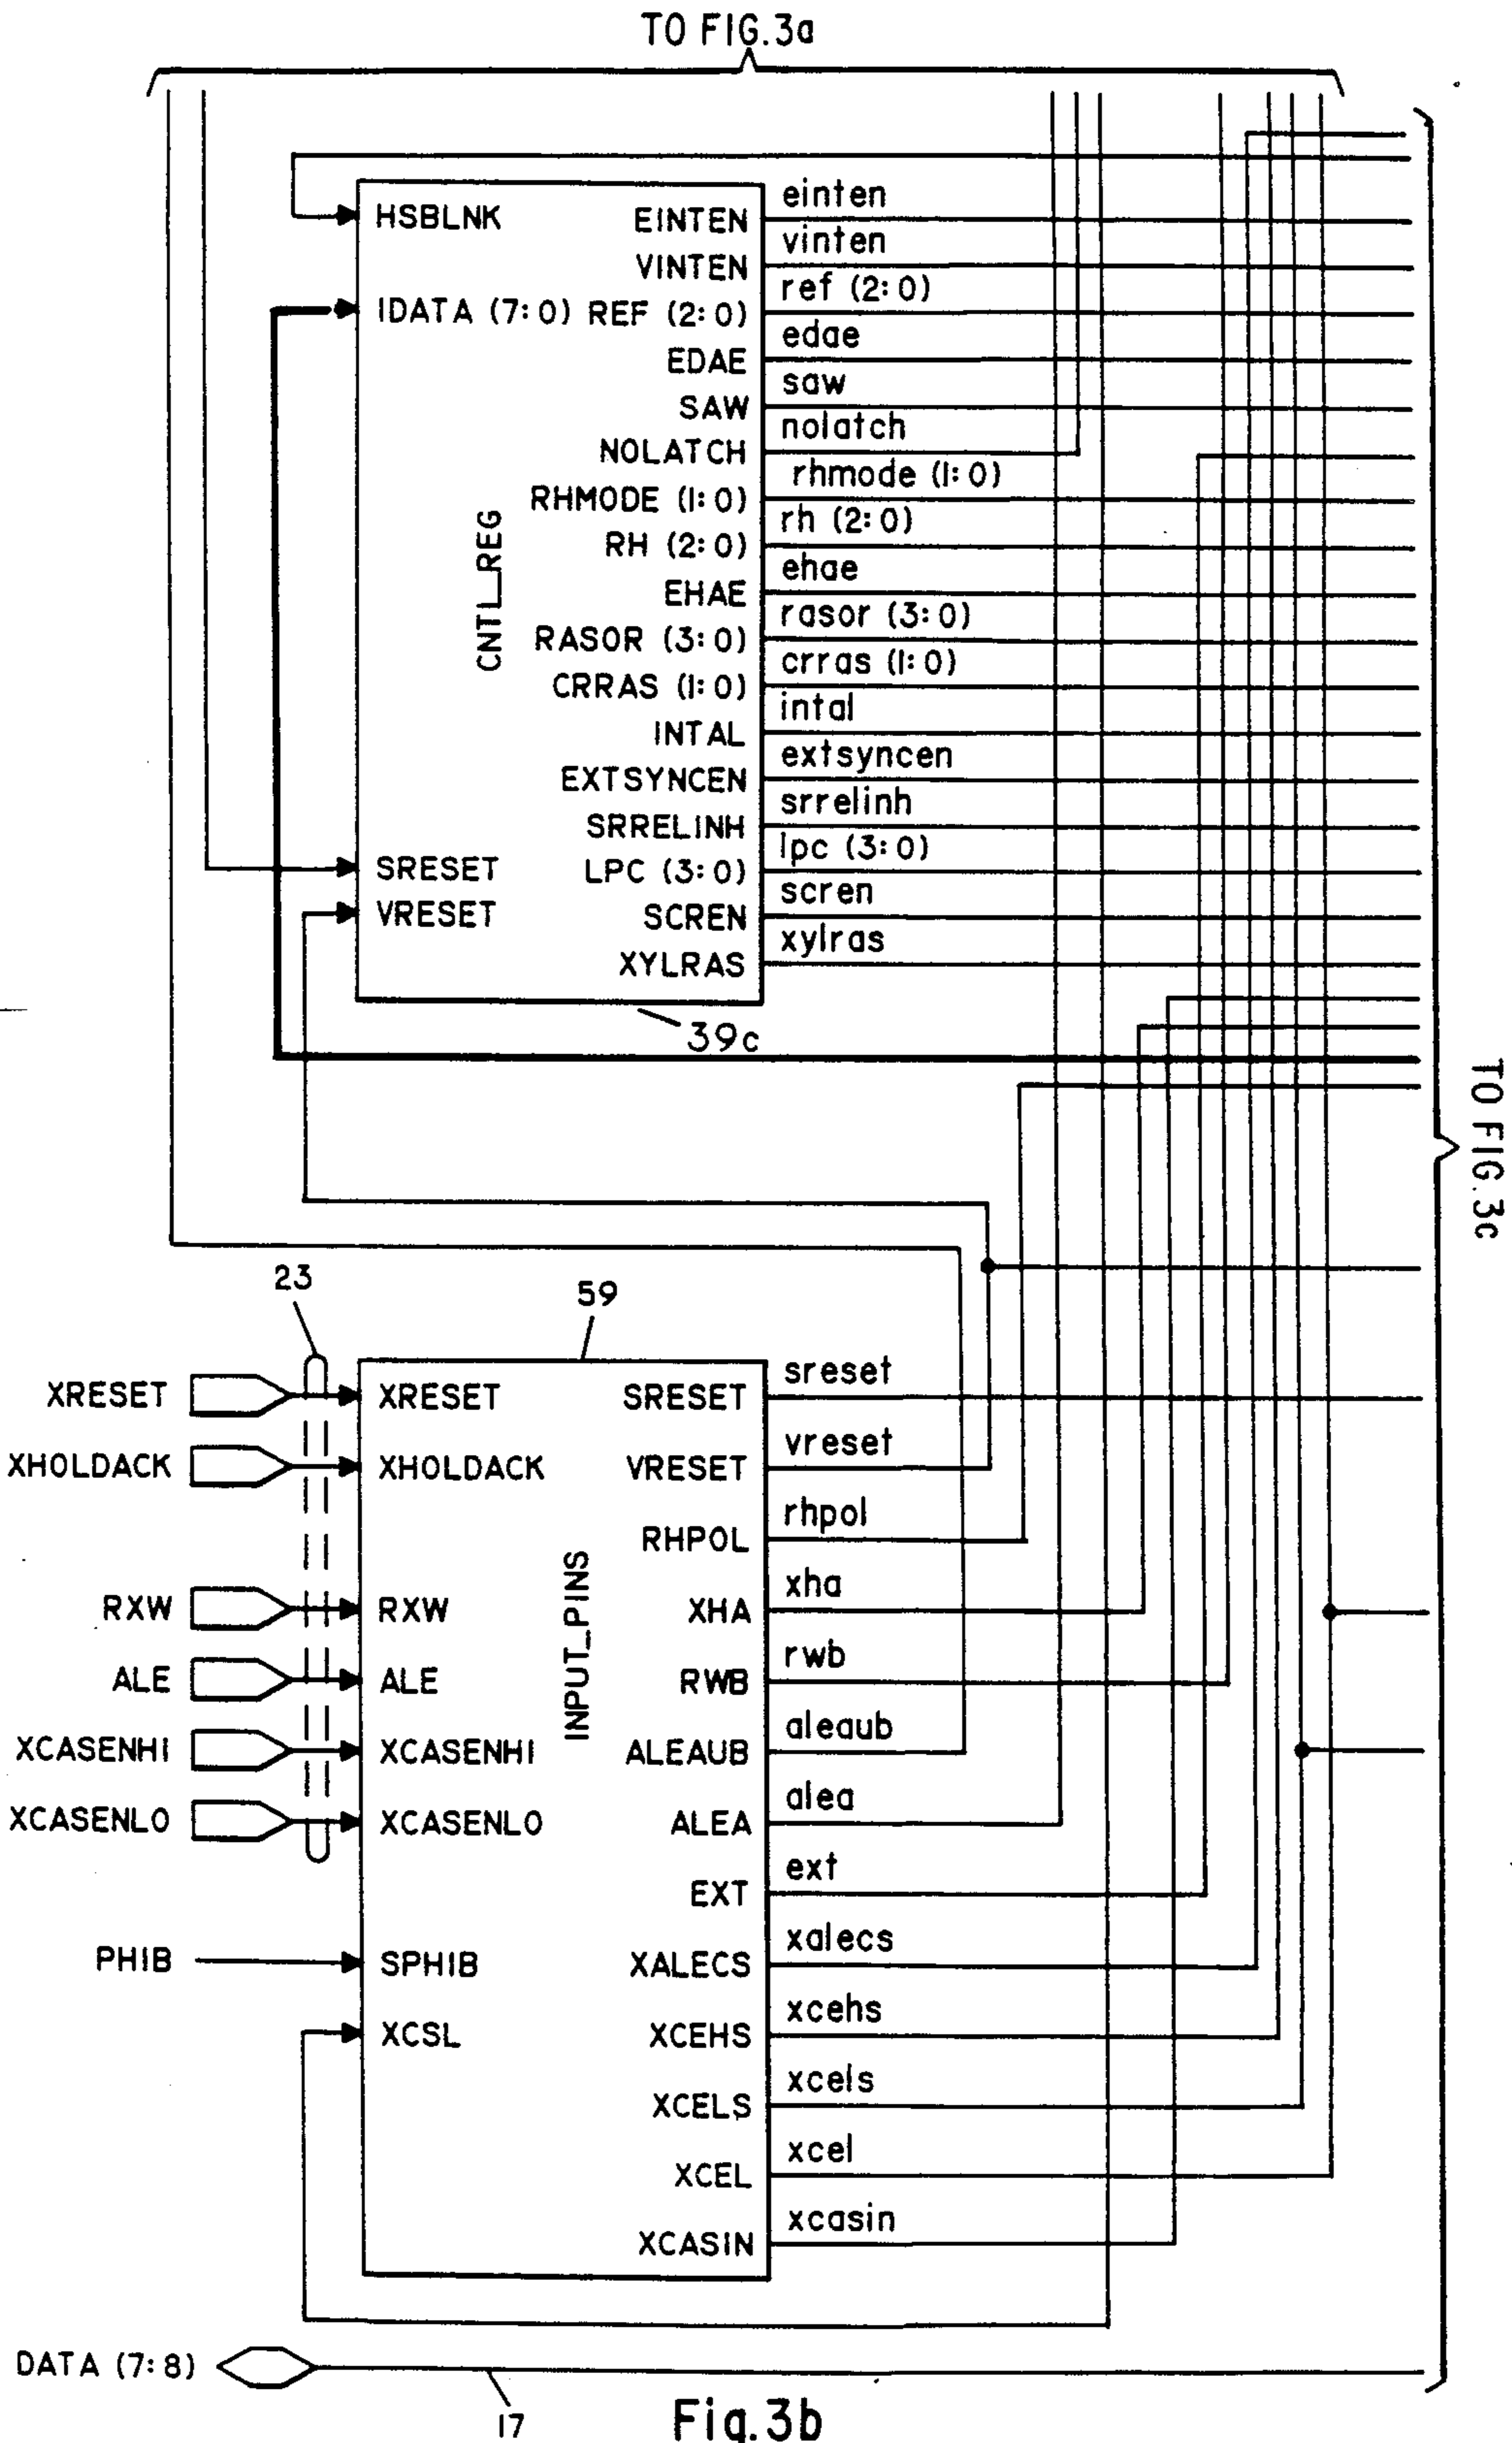 TO FIG.3a
HSBLNK EINTEN einten
VINTEN vinten
IDATA (7:0) REF (2:0) ref (2:0)
EDAE edae
SAW saw
NOLATCH nolatch
RHMODE (1:0) rhmode (1:0)
RH (2:0) rh (2:0)
EHAE ehae
RASOR (3:0) rasor (3:0)
CRRAS (1:0) crras (1:0)
INTAL intal
EXTSYNCEN extsyncen
SRRELINH srrelinh
SRESET LPC (3:0) lpc (3:0)
VRESET SCREN scren
XYLRAS xylras
CNTL_REG
39c
TO FIG.3c
23
59
XRESET XRESET SRESET sreset
XHOLDACK XHOLDACK VRESET vreset
RHPOL rhpol
RXW RXW XHA xha
ALE ALE RWB rwb
XCASENHI XCASENHI ALEAUB aleaub
XCASENLO XCASENLO ALEA alea
EXT ext
PHIB SPHIB XALECS xalecs
XCSL XCEHS xcehs
XCELS xcels
XCEL xcel
XCASIN xcasin
INPUT_PINS
DATA (7:8)
17
Fig.3b